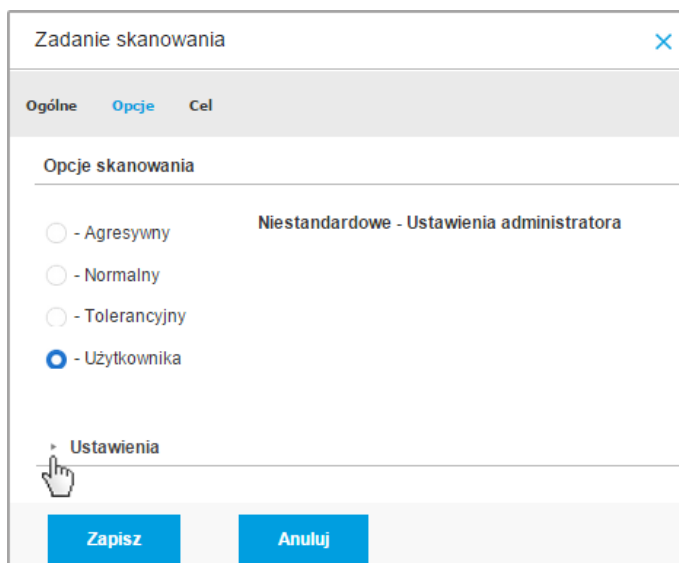 Zadanie skanowania
Ogólne Opcje Cel
Opcje skanowania
Niestandardowe - Ustawienia administratora
- Agresywny
- Normalny
- Tolerancyjny
- Użytkownika
Ustawienia
Zapisz Anuluj